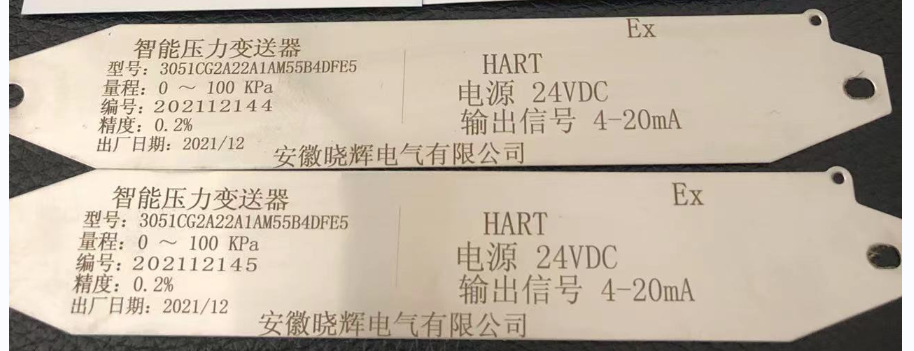 Ex
智能压力变送器
型号：3051CG2A22A1AM55B4DFE5
量程：0 ～ 100 KPa
编号：202112144
精度：0.2%
出厂日期：2021/12
HART
电源 24VDC
输出信号 4-20mA
安徽晓辉电气有限公司
Ex
智能压力变送器
型号：3051CG2A22A1AM55B4DFE5
量程：0 ～ 100 KPa
编号：202112145
精度：0.2%
出厂日期：2021/12
HART
电源 24VDC
输出信号 4-20mA
安徽晓辉电气有限公司